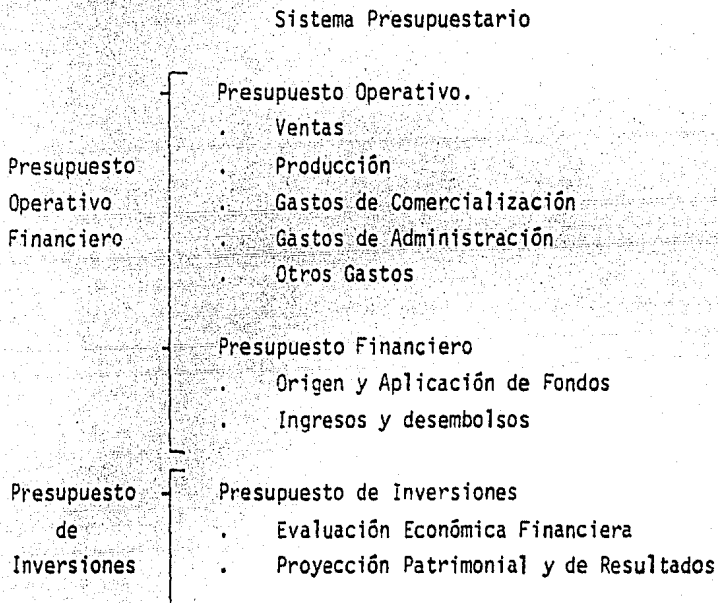 Sistema Presupuestario
Presupuesto Operativo.
. Ventas
Presupuesto . Producción
Operativo . Gastos de Comercialización
Financiero . Gastos de Administración
. Otros Gastos
Presupuesto Financiero
. Origen y Aplicación de Fondos
. Ingresos y desembolsos
Presupuesto Presupuesto de Inversiones
de . Evaluación Económica Financiera
Inversiones . Proyección Patrimonial y de Resultados